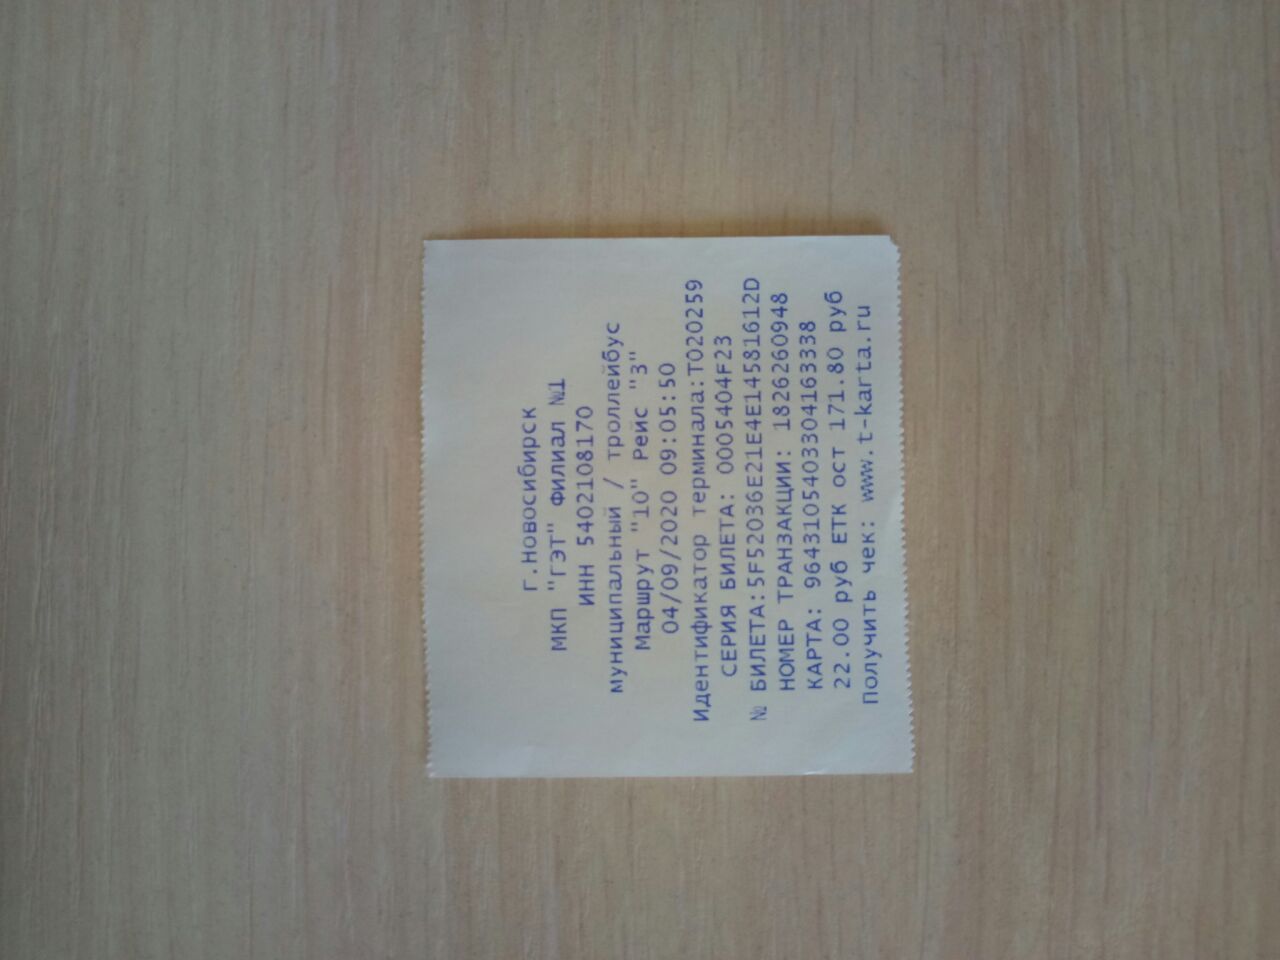 г.Новосибирск
МКП "ГЭТ" Филиал №1
ИНН 5402108170
муниципальный / троллейбус
Маршрут "10" Рейс "3"
04/09/2020 09:05:50
Идентификатор терминала:T020259
СЕРИЯ БИЛЕТА: 0005404F23
№ БИЛЕТА:5F52036E21E4E14581612D
НОМЕР ТРАНЗАКЦИИ: 1826260948
КАРТА: 9643105403304163338
22.00 руб ЕТК ост 171.80 руб
Получить чек: www.t-karta.ru